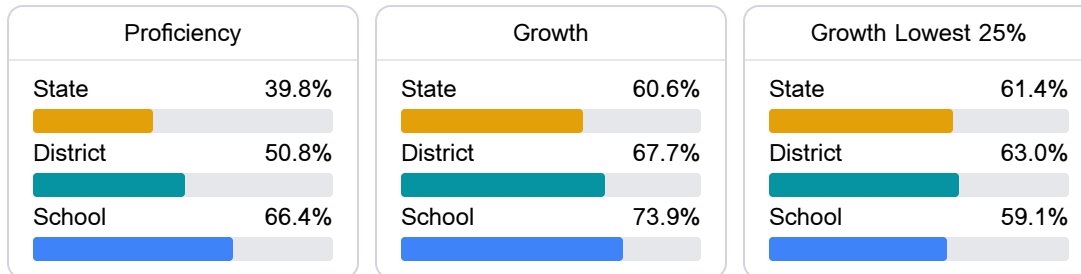 Proficiency
State 39.8%
District 50.8%
School 66.4%
Growth
State 60.6%
District 67.7%
School 73.9%
Growth Lowest 25%
State 61.4%
District 63.0%
School 59.1%